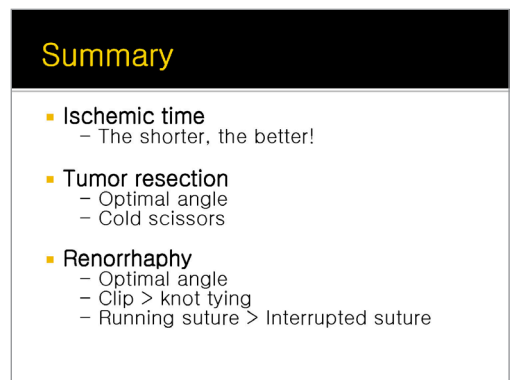 Summary
Ischemic time
– The shorter, the better!
Tumor resection
– Optimal angle
– Cold scissors
Renorrhaphy
– Optimal angle
– Clip > knot tying
– Running suture > Interrupted suture